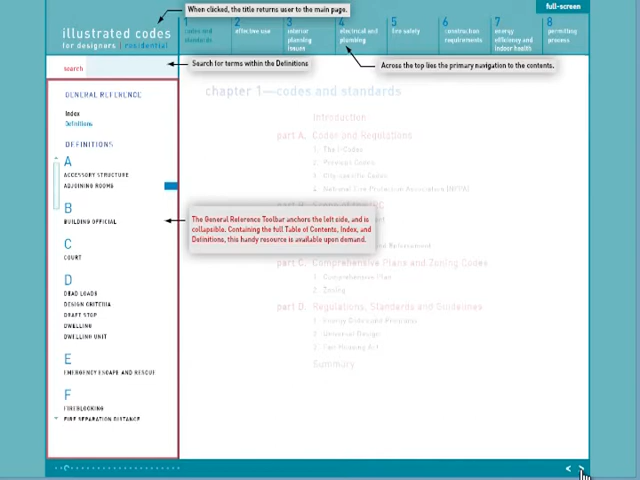 full-screen
When clicked, the title returns user to the main page.
illustrated codes
for designers | residential
1
codes and
standards
2
effective use
3
interior
planning
issues
4
electrical and
plumbing
5
fire safety
6
construction
requirements
7
energy
efficiency and
indoor health
8
permitting
process
search
Search for terms within the Definitions
Across the top lies the primary navigation to the contents.
GENERAL REFERENCE
Index
Definitions
DEFINITIONS
A
ACCESSORY STRUCTURE
ADJOINING ROOMS
B
BUILDING OFFICIAL
C
COURT
D
DEAD LOADS
DESIGN CRITERIA
DRAFT STOP
DWELLING
DWELLING UNIT
E
EMERGENCY ESCAPE AND RESCUE
F
FIREBLOCKING
FIRE SEPARATION DISTANCE
chapter 1—codes and standards
Introduction
part A. Codes and Regulations
1. The I-Codes
2. Previous Codes
3. City-specific Codes
4. National Fire Protection Association (NFPA)
The General Reference Toolbar anchors the left side, and is
collapsible. Containing the full Table of Contents, Index, and
Definitions, this handy resource is available upon demand.
part C. Comprehensive Plans and Zoning Codes
1. Comprehensive Plan
2. Zoning
part D. Regulations, Standards and Guidelines
1. Energy Codes and Provisions
2. Universal Design
3. Fair Housing Act
Summary